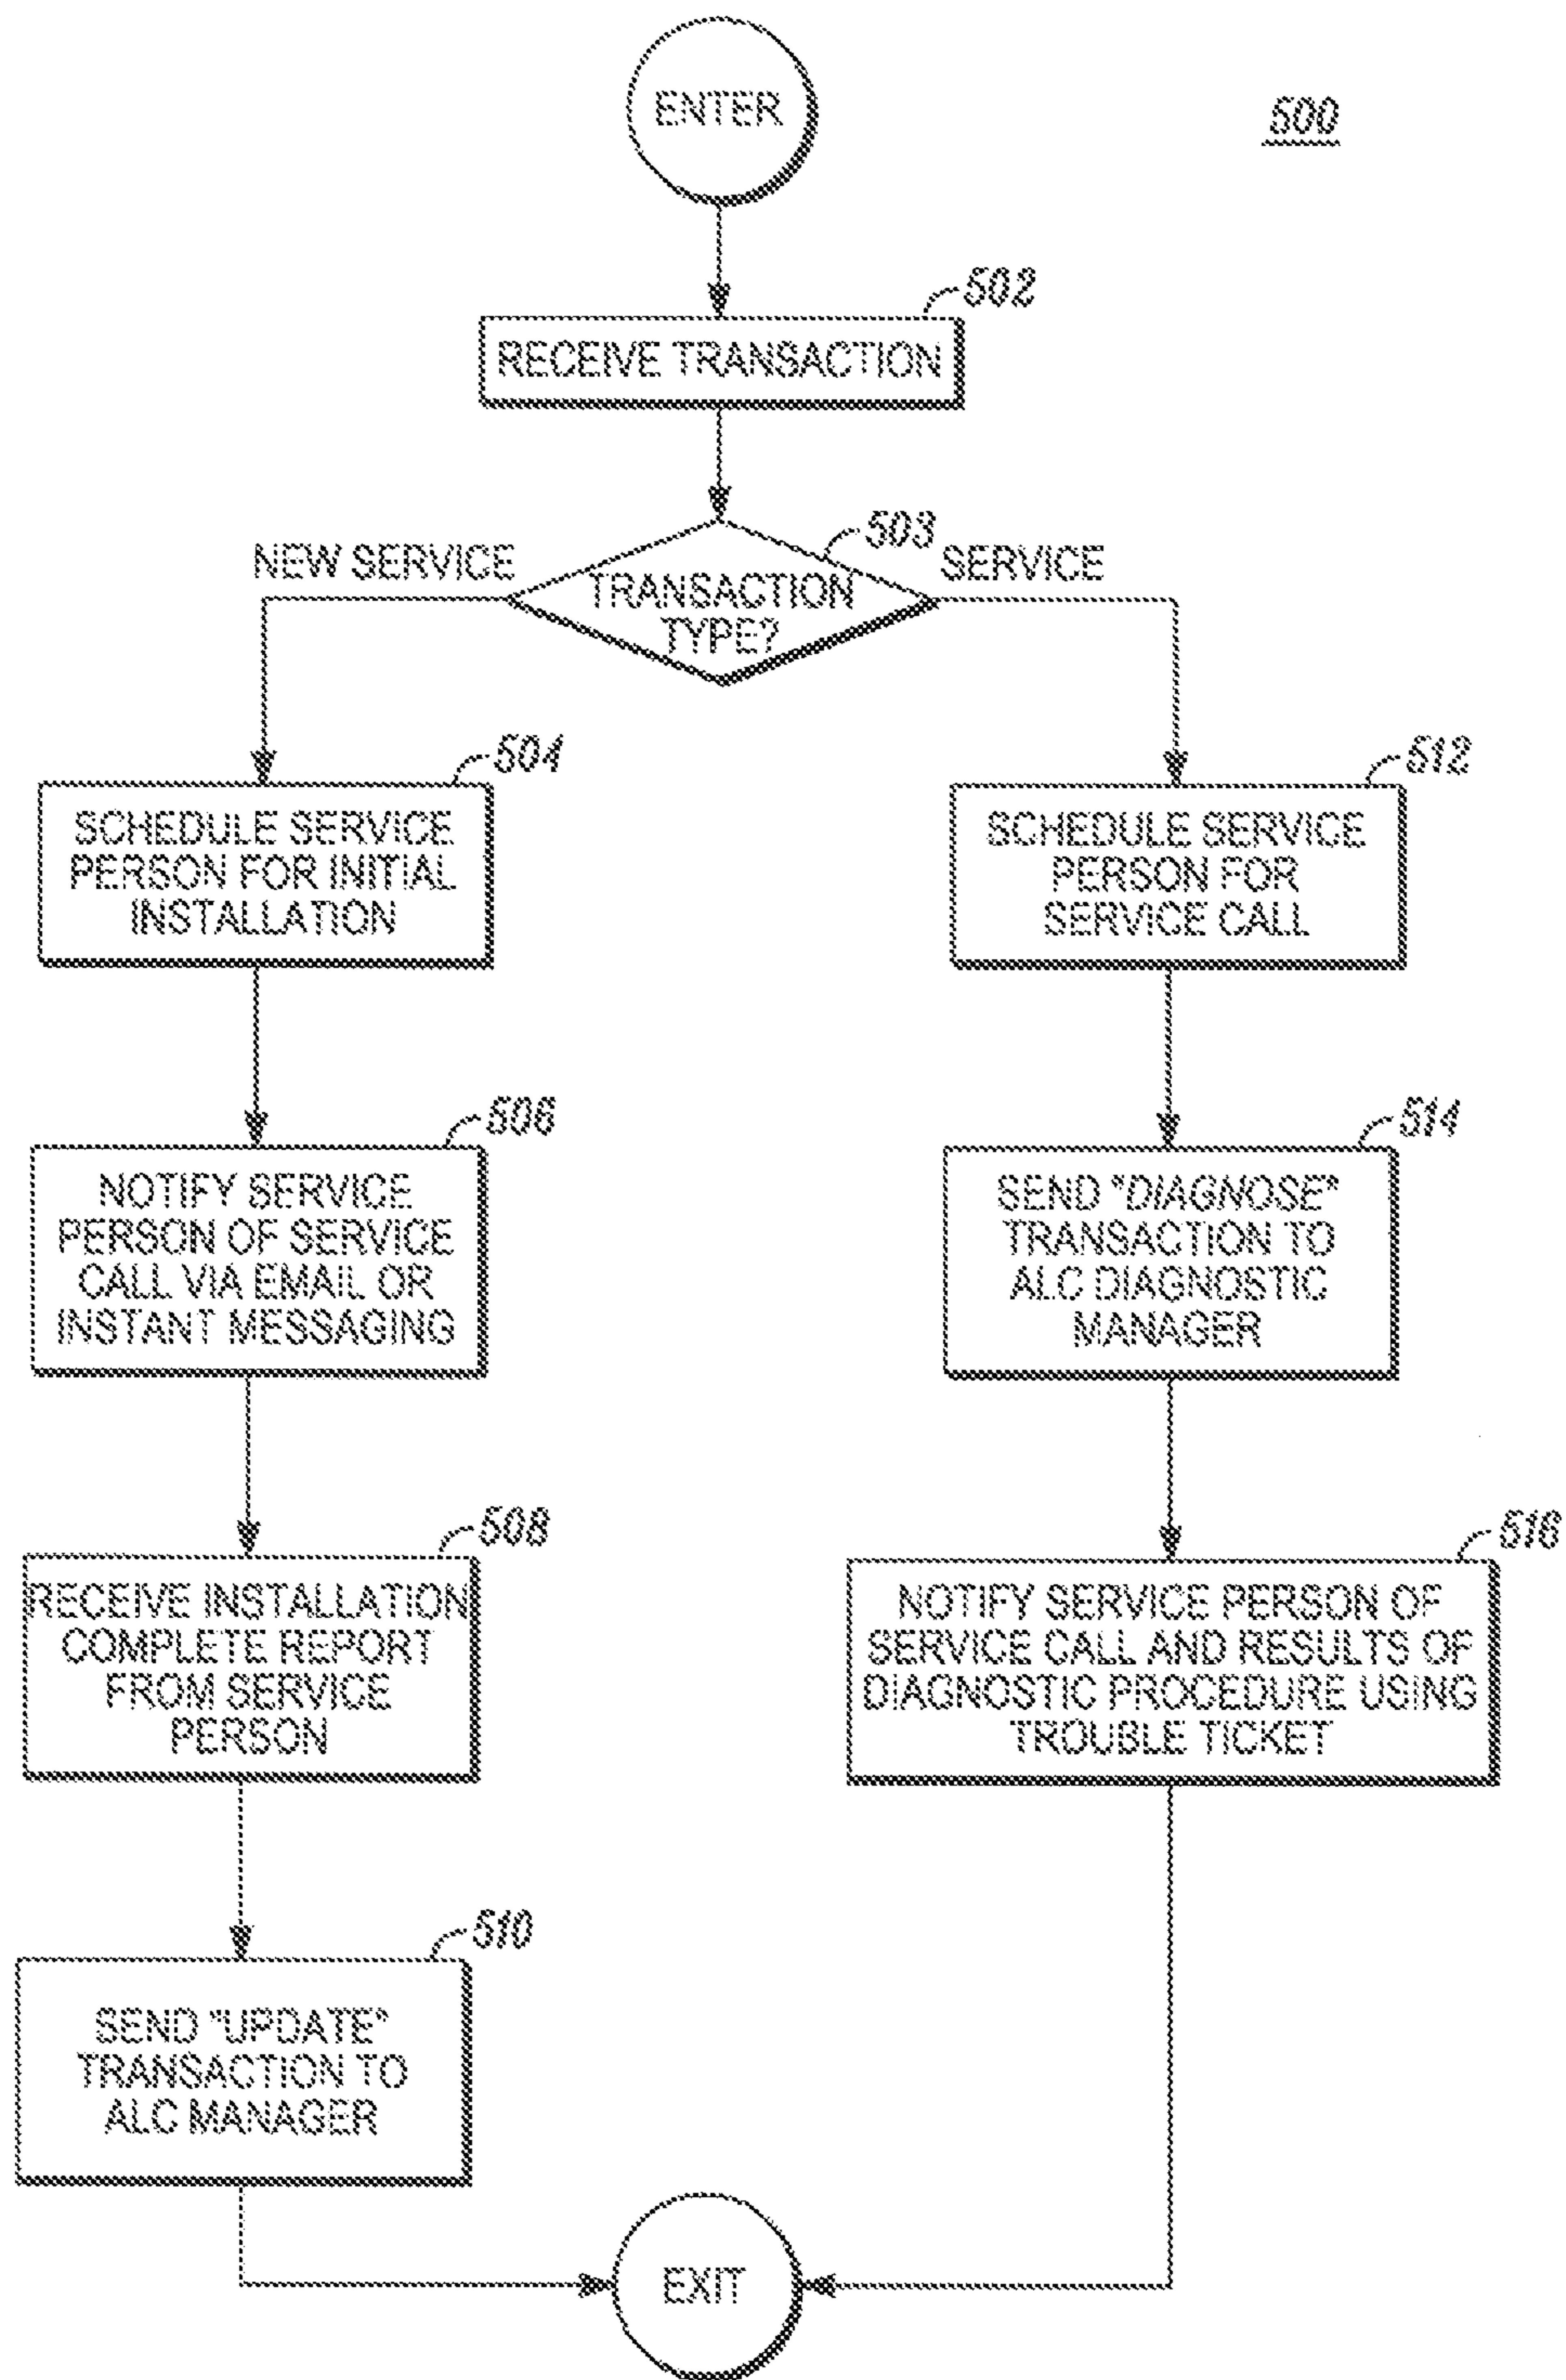 ENTER
500
502
RECEIVE TRANSACTION
503
NEW SERVICE
SERVICE
TRANSACTION
TYPE?
504
SCHEDULE SERVICE
PERSON FOR INITIAL
INSTALLATION
506
NOTIFY SERVICE
PERSON OF SERVICE
CALL VIA EMAIL OR
INSTANT MESSAGING
508
RECEIVE INSTALLATION
COMPLETE REPORT
FROM SERVICE
PERSON
510
SEND "UPDATE"
TRANSACTION TO
ALC MANAGER
512
SCHEDULE SERVICE
PERSON FOR
SERVICE CALL
514
SEND "DIAGNOSE"
TRANSACTION TO
ALC DIAGNOSTIC
MANAGER
516
NOTIFY SERVICE PERSON OF
SERVICE CALL AND RESULTS OF
DIAGNOSTIC PROCEDURE USING
TROUBLE TICKET
EXIT